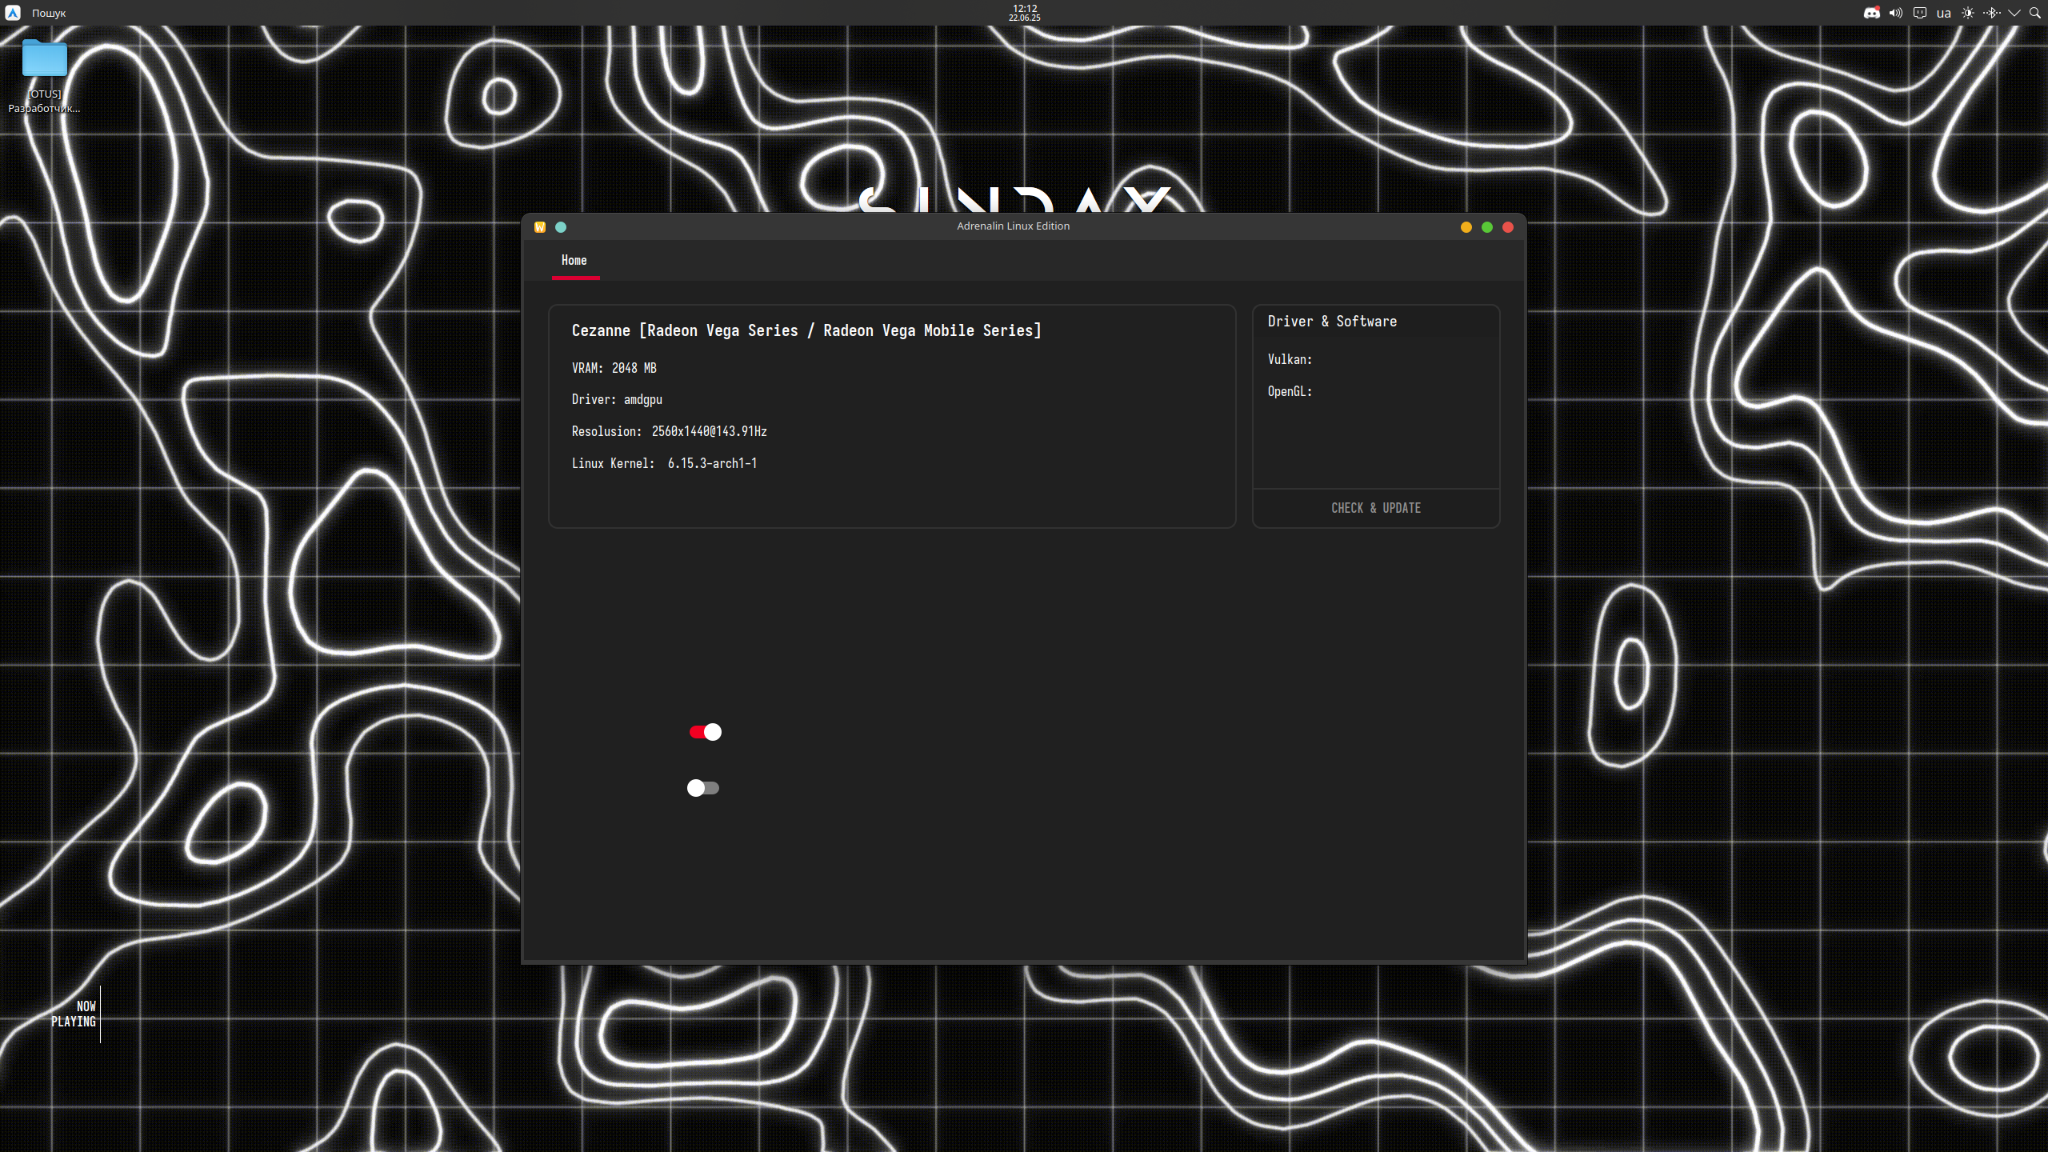 Пошук
12:12
22.06.25
ua
[OTUS]
Разработчик...
SINDAX
Adrenalin Linux Edition
Home
Cezanne [Radeon Vega Series / Radeon Vega Mobile Series]
VRAM: 2048 MB
Driver: amdgpu
Resolusion: 2560x1440@143.91Hz
Linux Kernel: 6.15.3-arch1-1
Driver & Software
Vulkan:
OpenGL:
CHECK & UPDATE
NOW
PLAYING